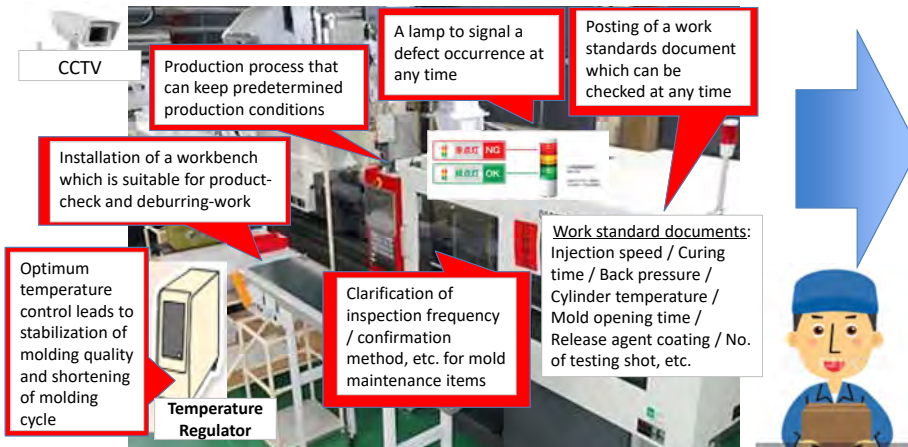 CCTV
Production process that
can keep predetermined
production conditions
A lamp to signal a
defect occurrence at
any time
Posting of a work
standards document
which can be
checked at any time
Installation of a workbench
which is suitable for product-
check and deburring-work
NG
OK
Optimum
temperature
control leads to
stabilization of
molding quality
and shortening
of molding
cycle
Temperature
Regulator
Clarification of
inspection frequency
/ confirmation
method, etc. for mold
maintenance items
Work standard documents:
Injection speed / Curing
time / Back pressure /
Cylinder temperature /
Mold opening time /
Release agent coating / No.
of testing shot, etc.